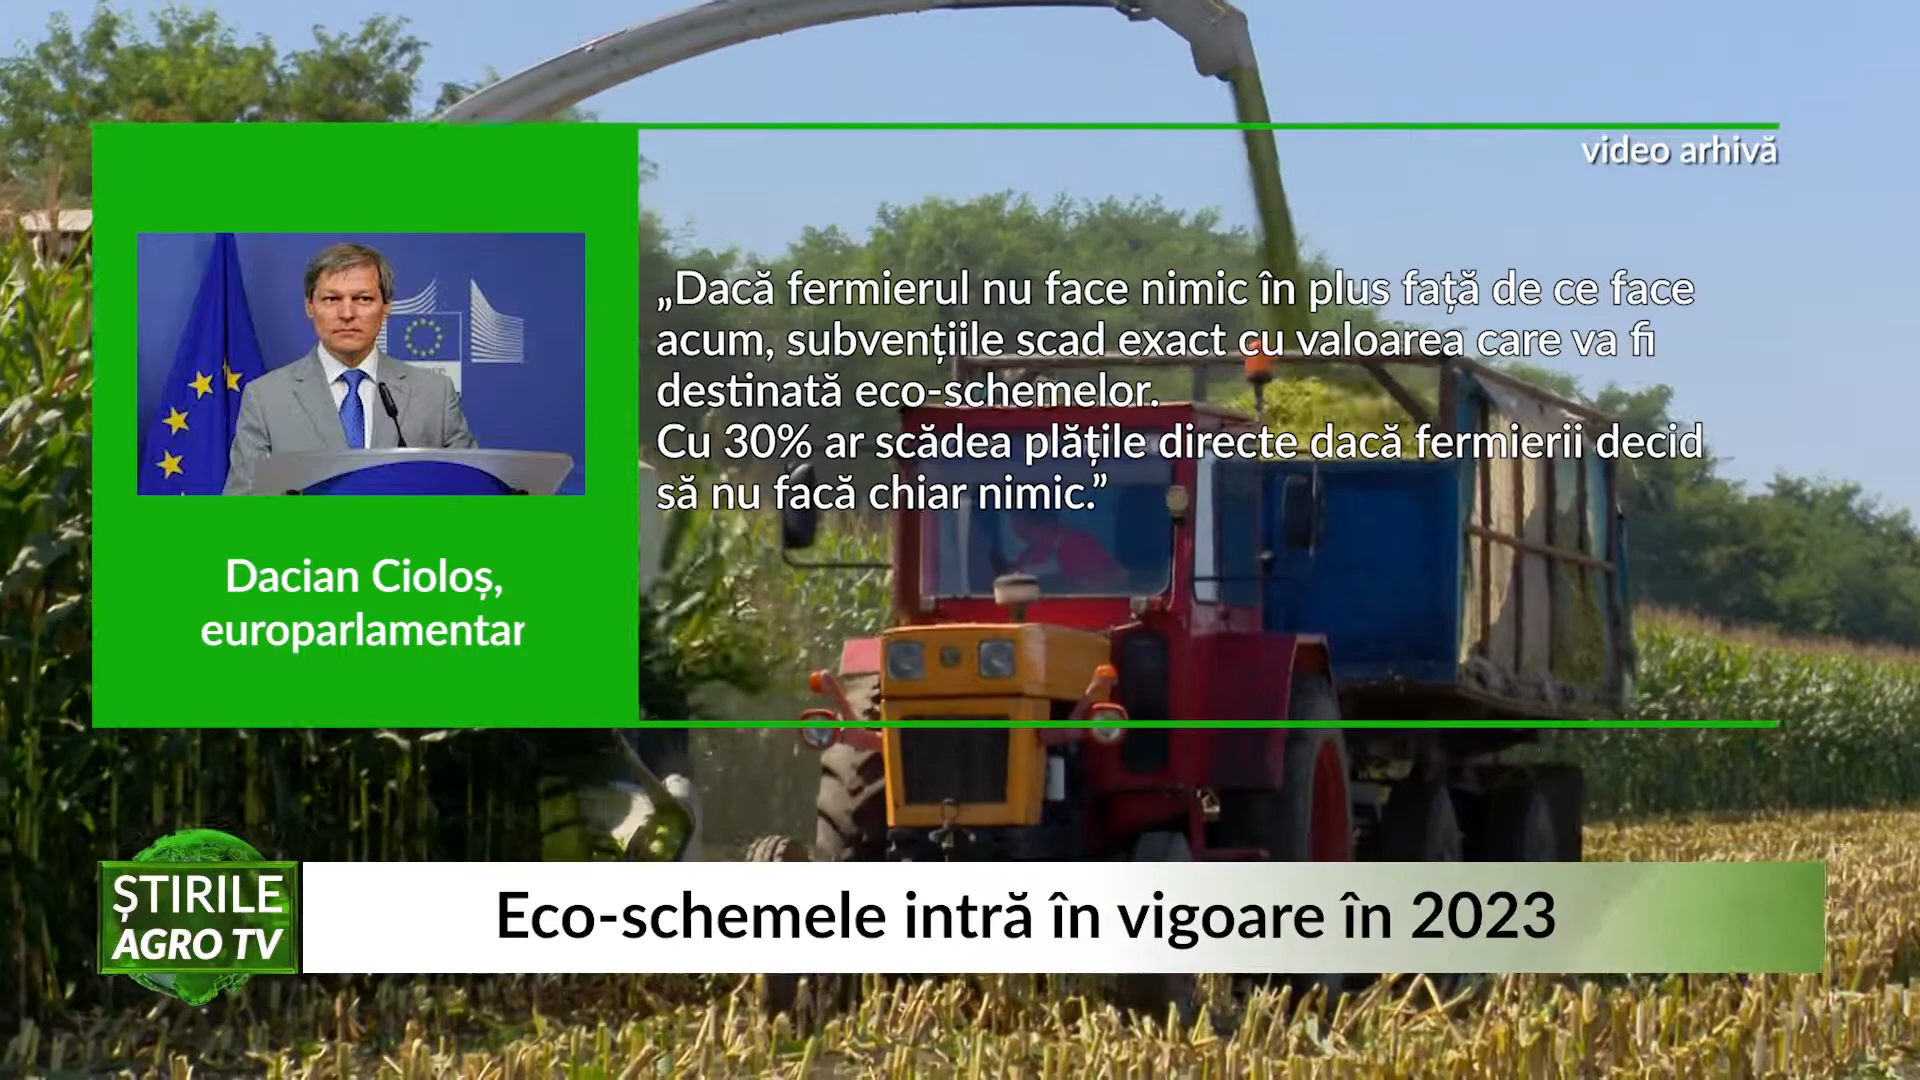 video arhivă
„Dacă fermierul nu face nimic în plus față de ce face
acum, subvențiile scad exact cu valoarea care va fi
destinată eco-schemelor.
Cu 30% ar scădea plățile directe dacă fermierii decid
să nu facă chiar nimic.”
Dacian Cioloș,
europarlamentar
ȘTIRILE
AGRO TV
Eco-schemele intră în vigoare în 2023